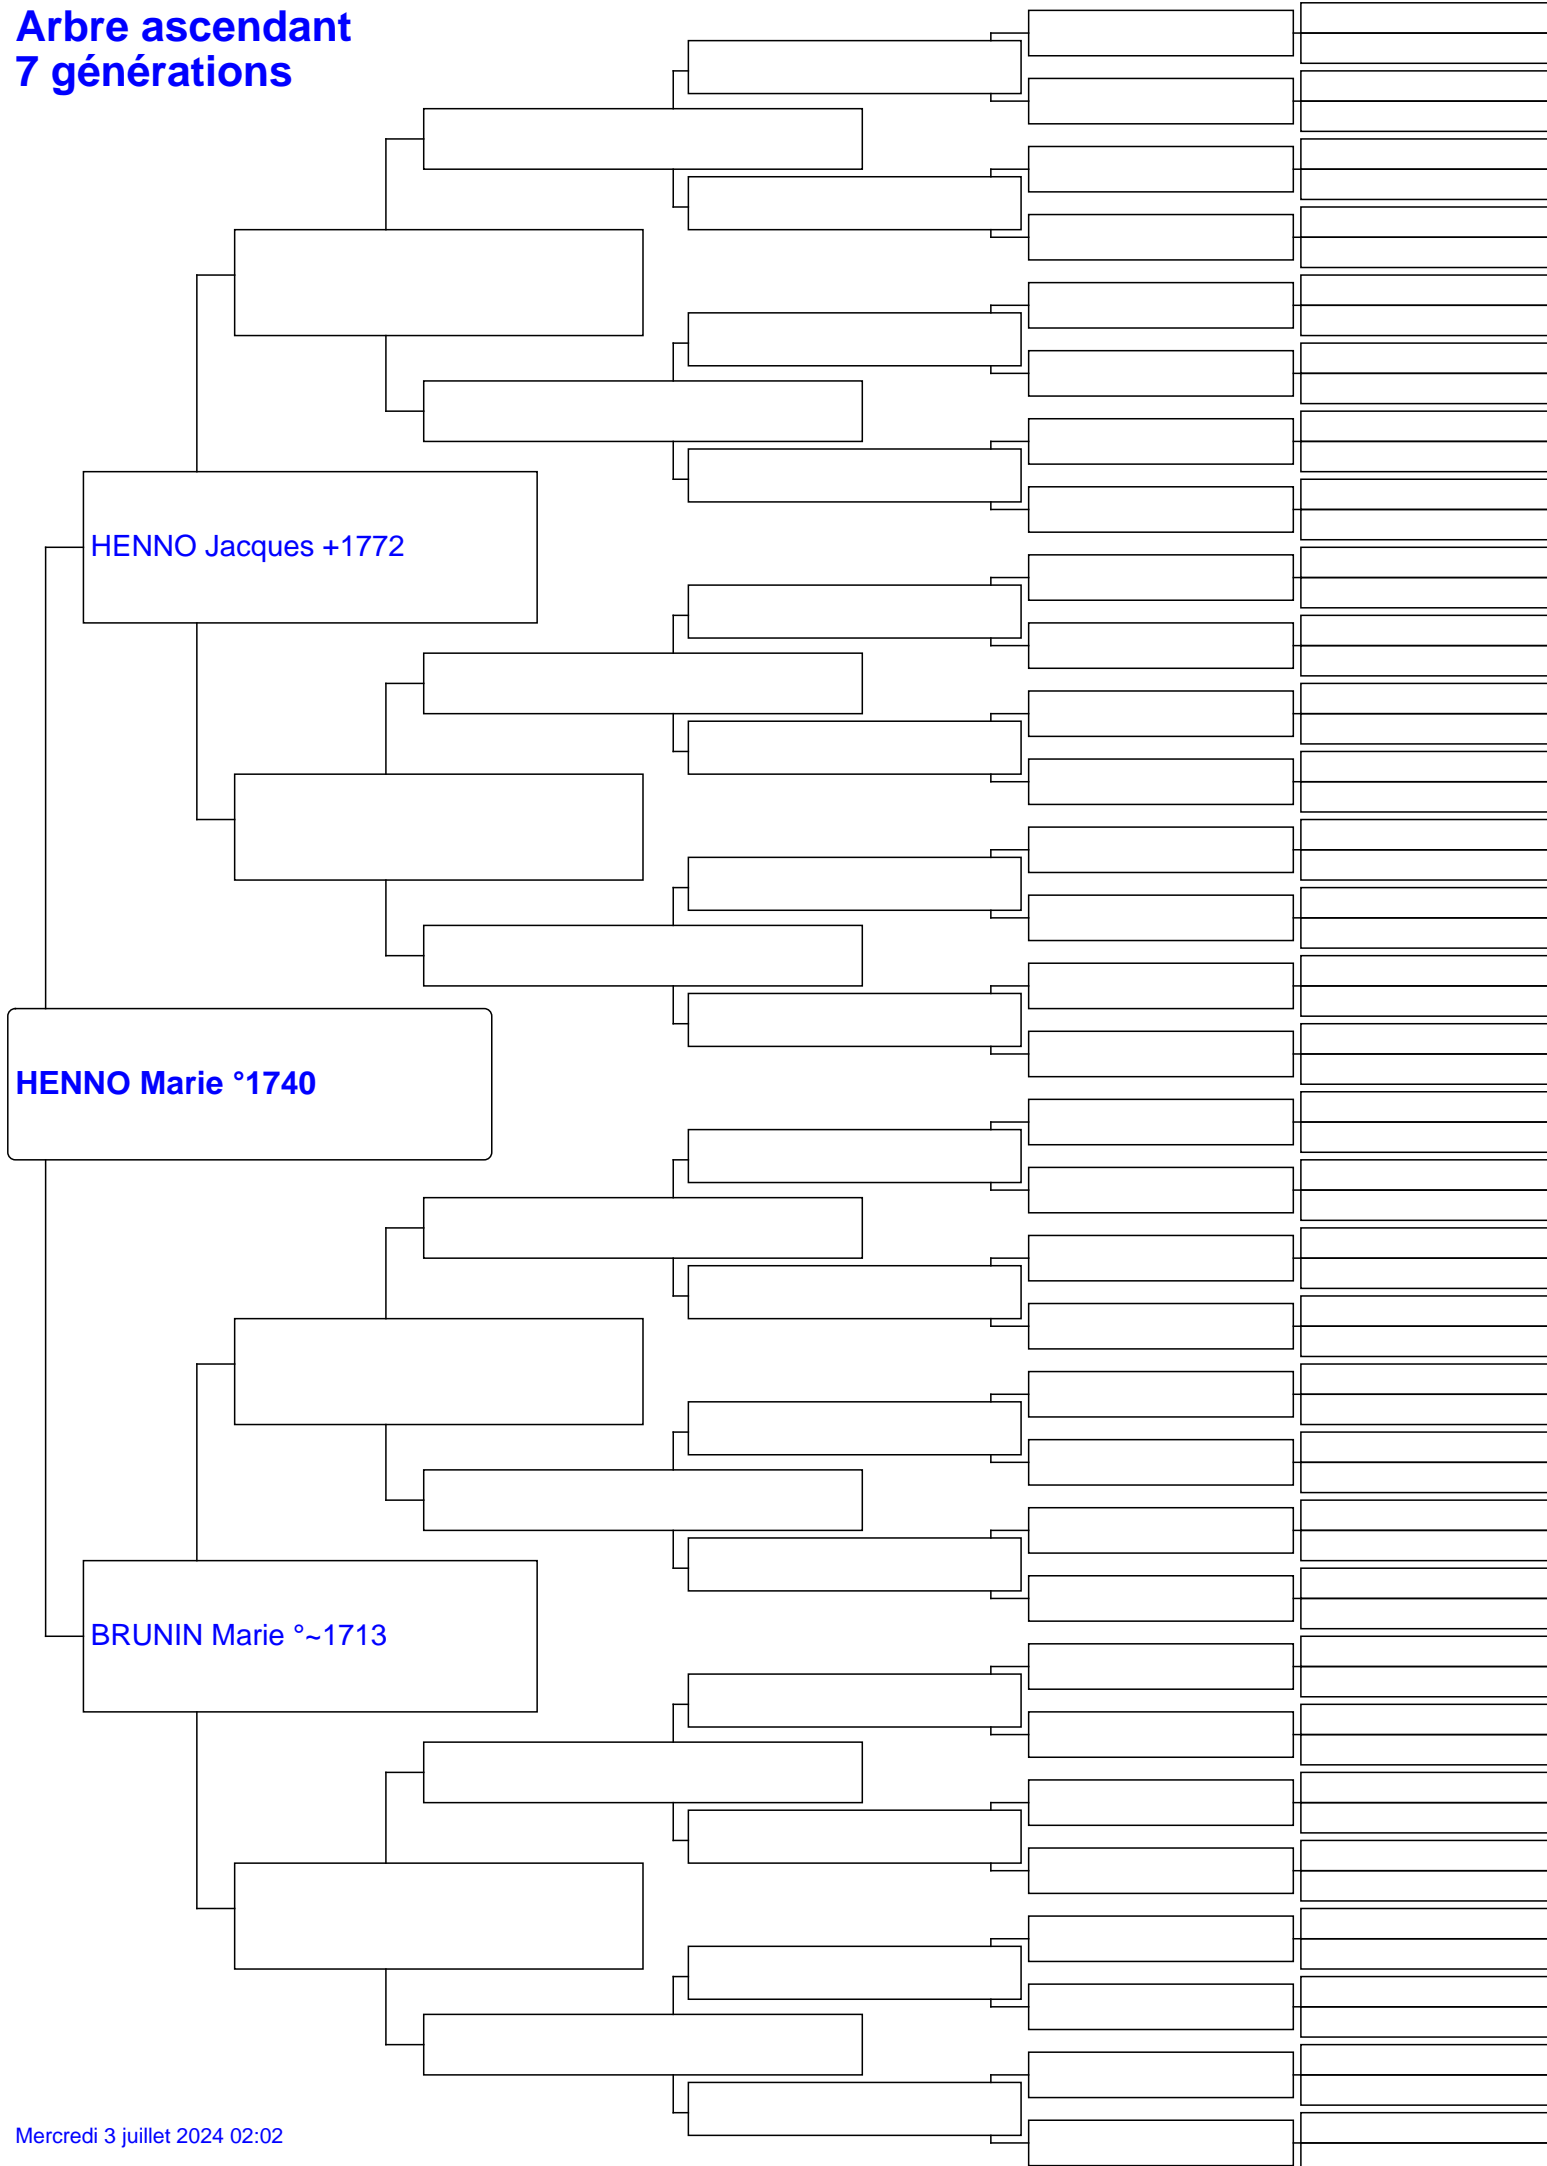 Arbre ascendant
7 générations
HENNO Jacques +1772
HENNO Marie °1740
BRUNIN Marie °~1713
Mercredi 3 juillet 2024 02:02